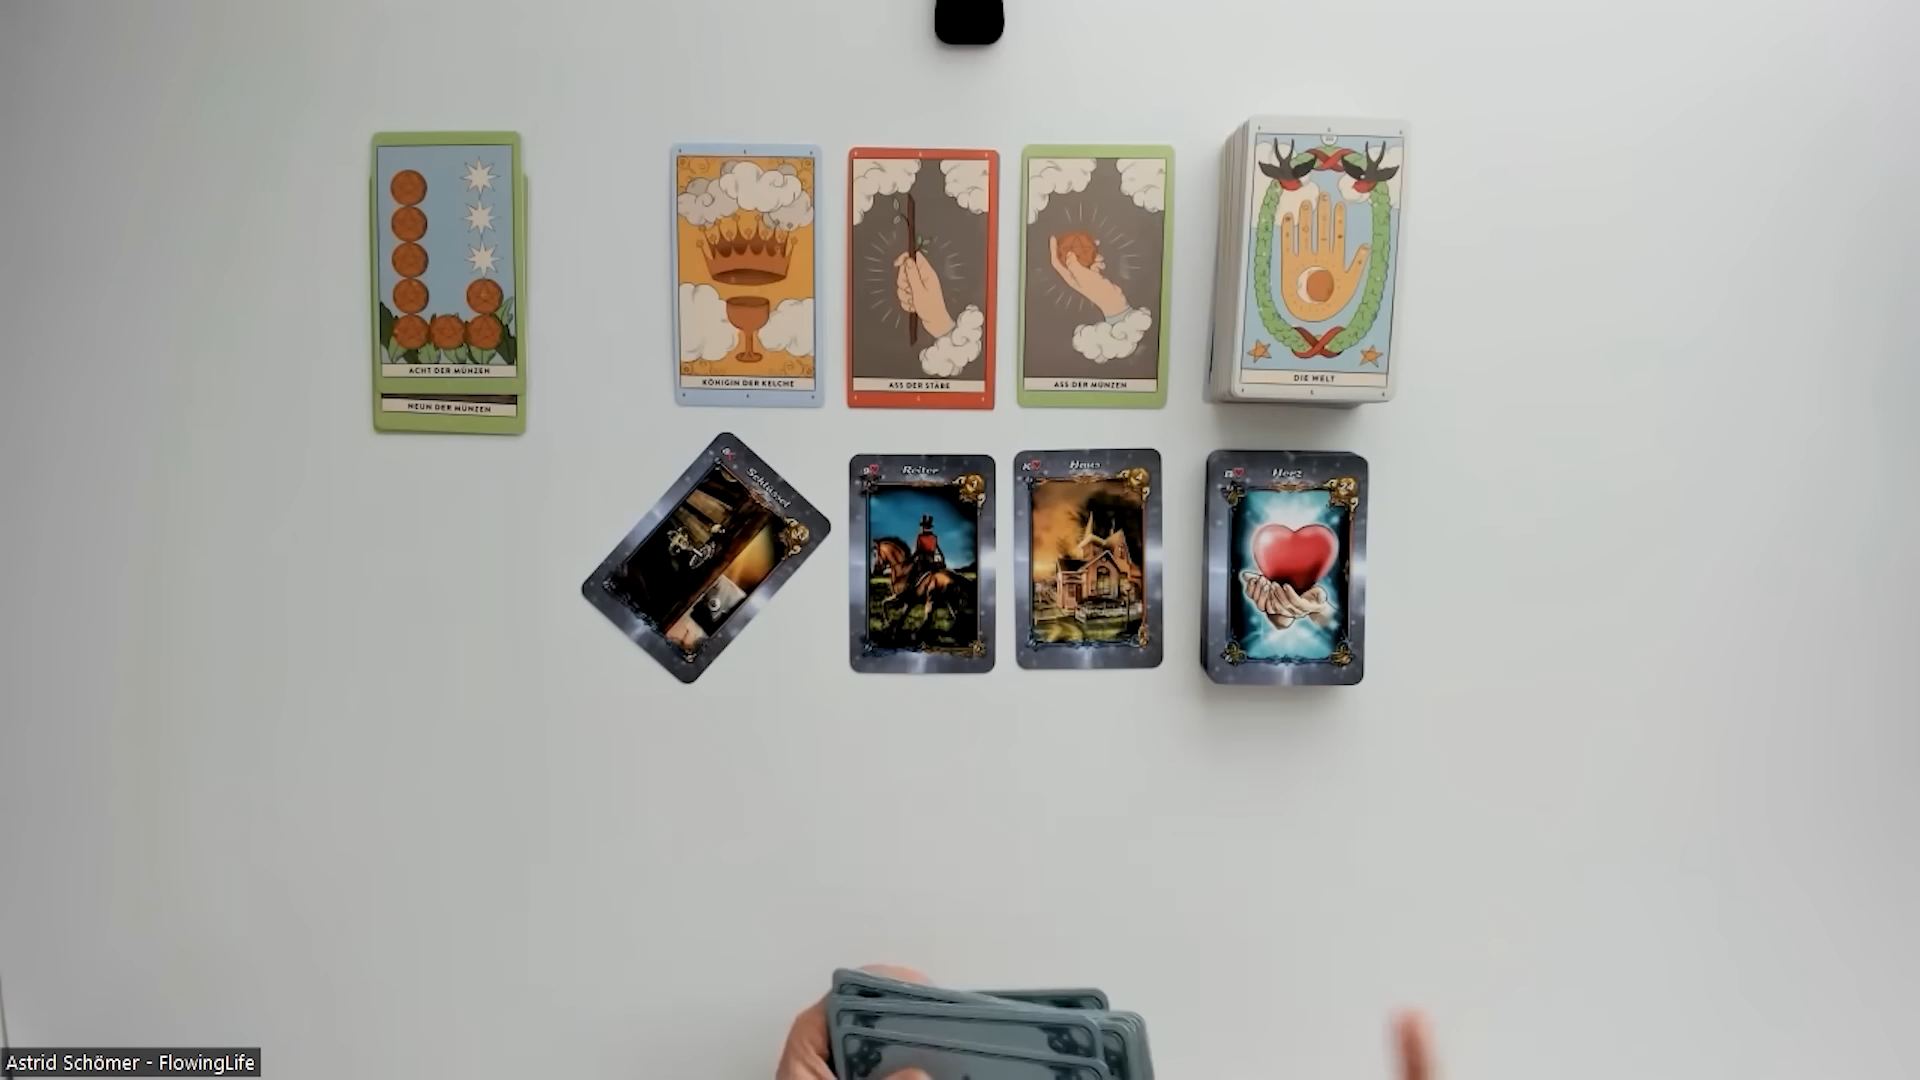 ACHT DER MÜNZEN
NEUN DER MÜNZEN
KÖNIGIN DER KELCHE
ASS DER STÄBE
ASS DER MÜNZEN
DIE WELT
Schlüssel
Reiter
Haus
Herz
24
Astrid Schömer - FlowingLife